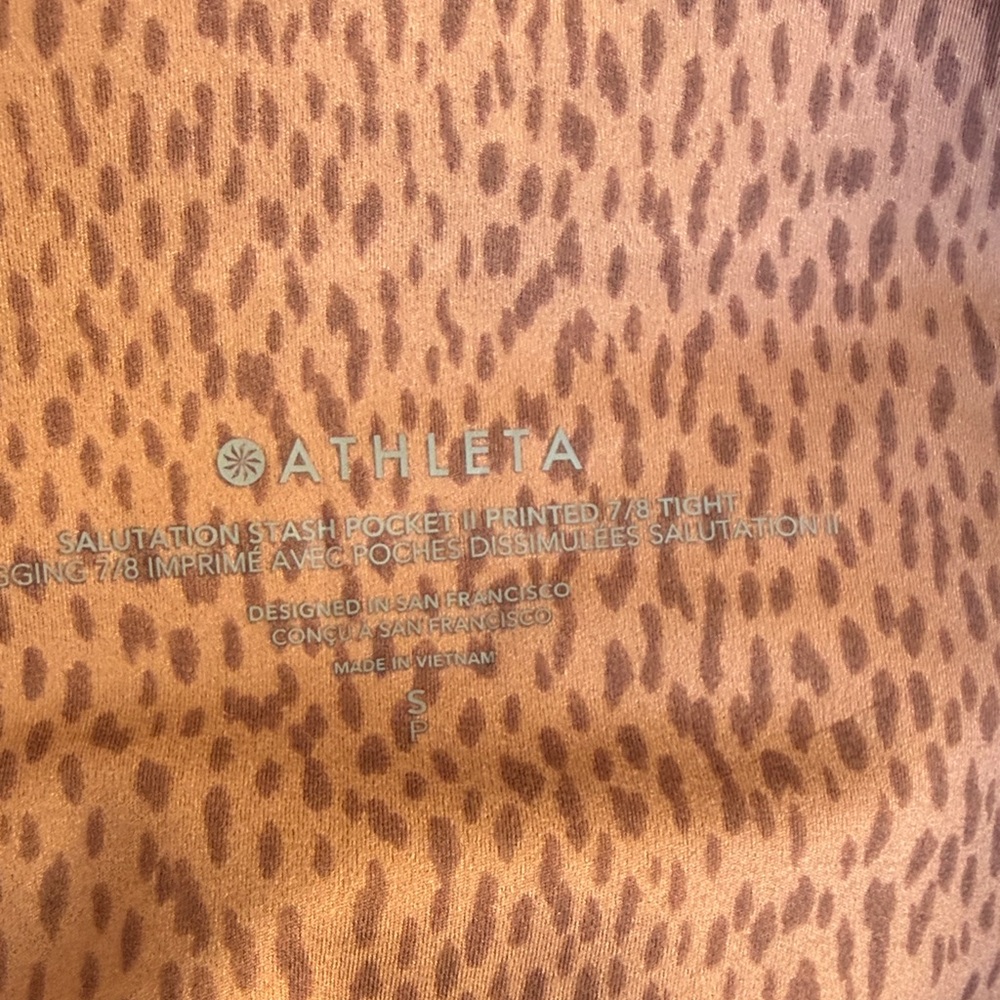 ATHLETA
SALUTATION STASH POCKET II PRINTED 7/8 TIGHT
7/8 IMPRIMÉ AVEC POCHES DISSIMULÉES SALUTATION II
DESIGNED IN SAN FRANCISCO
CONÇU À SAN FRANCISCO
MADE IN VIETNAM
S
P